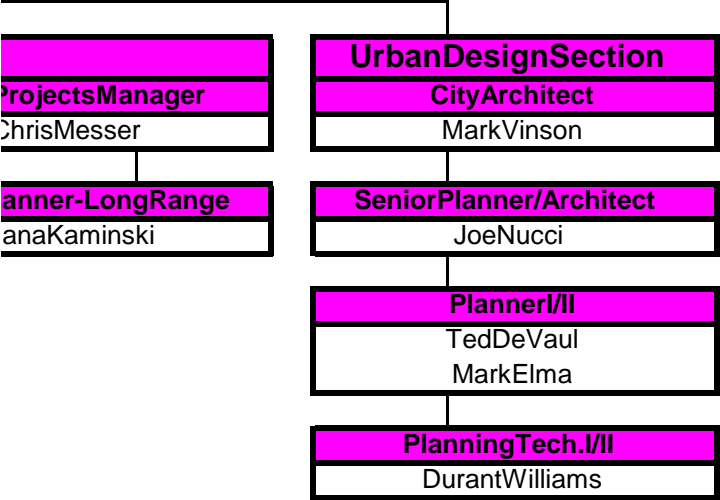 ProjectsManager
ChrisMesser
anner-LongRange
anaKaminski
UrbanDesignSection
CityArchitect
MarkVinson
SeniorPlanner/Architect
JoeNucci
PlannerI/II
TedDeVaul
MarkElma
PlanningTech.I/II
DurantWilliams